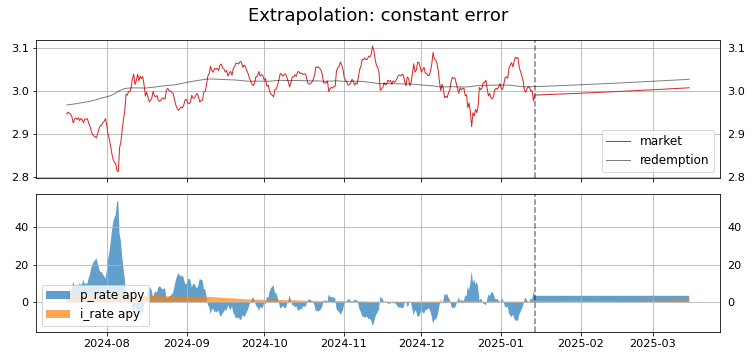 Extrapolation: constant error
3.1 3.1
3.0 3.0
2.9 2.9
2.8 2.8
market
redemption
40 40
20 20
0 0
p_rate apy
i_rate apy
2024-08 2024-09 2024-10 2024-11 2024-12 2025-01 2025-02 2025-03